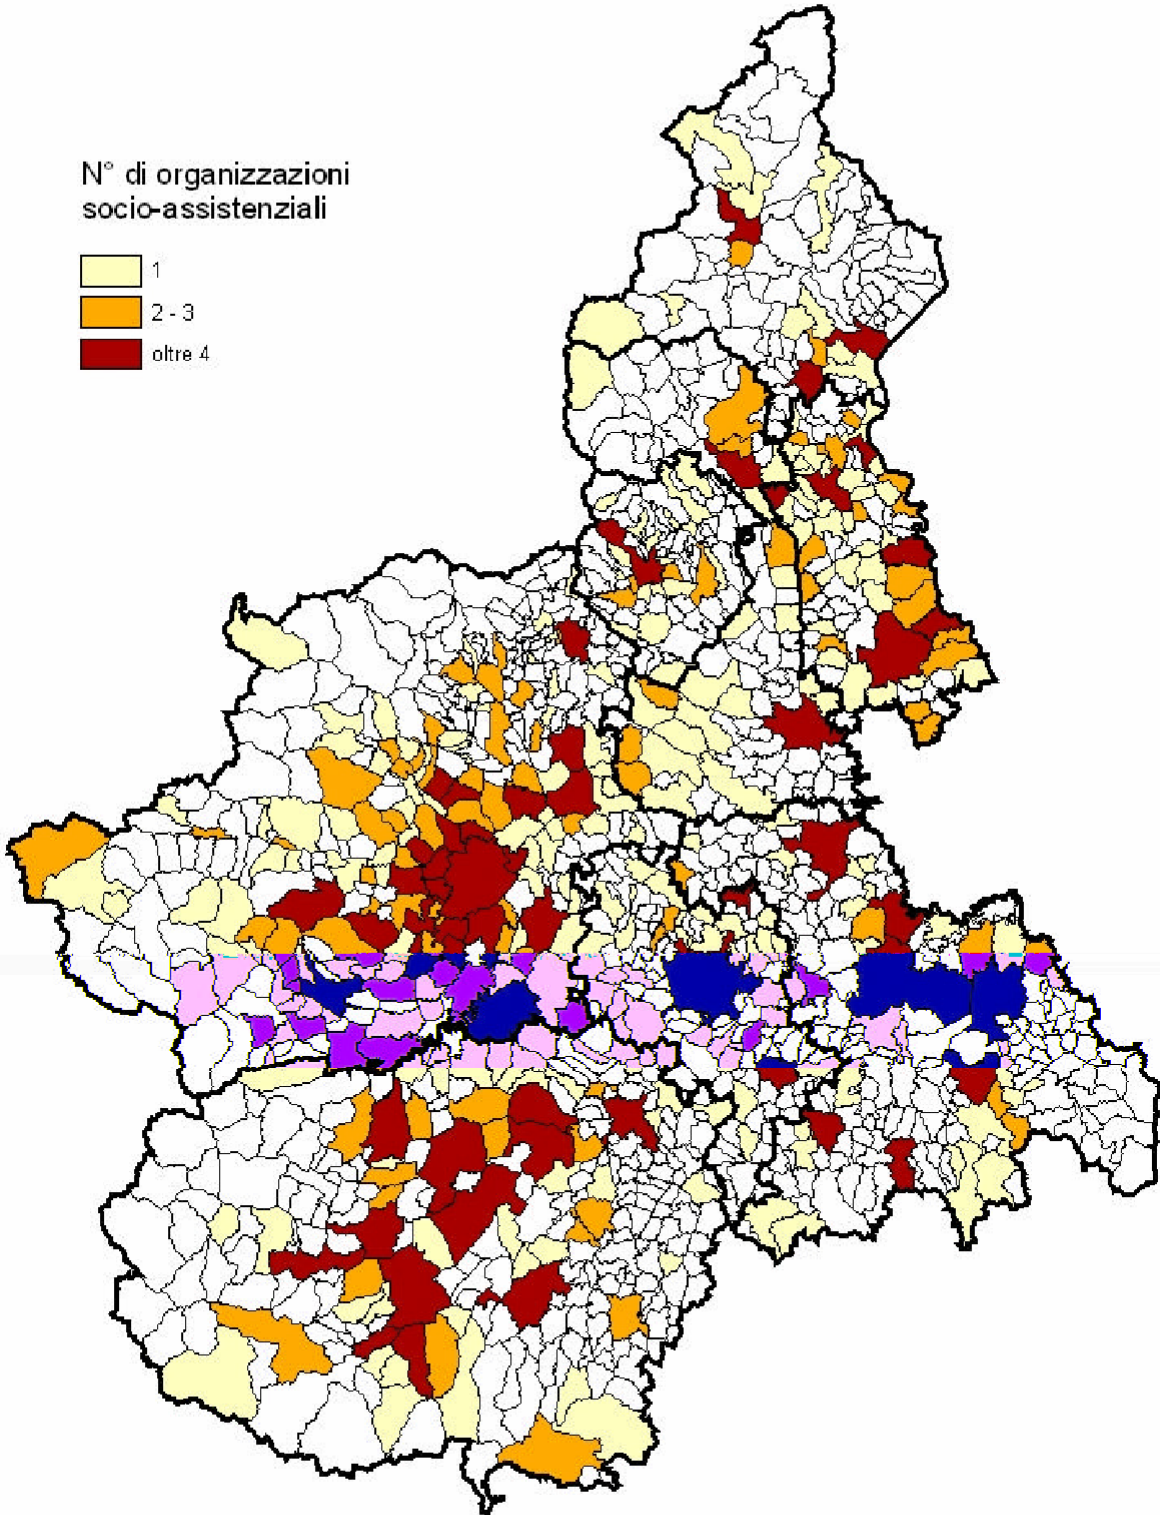 N° di organizzazioni
socio-assistenziali
1
2 - 3
oltre 4